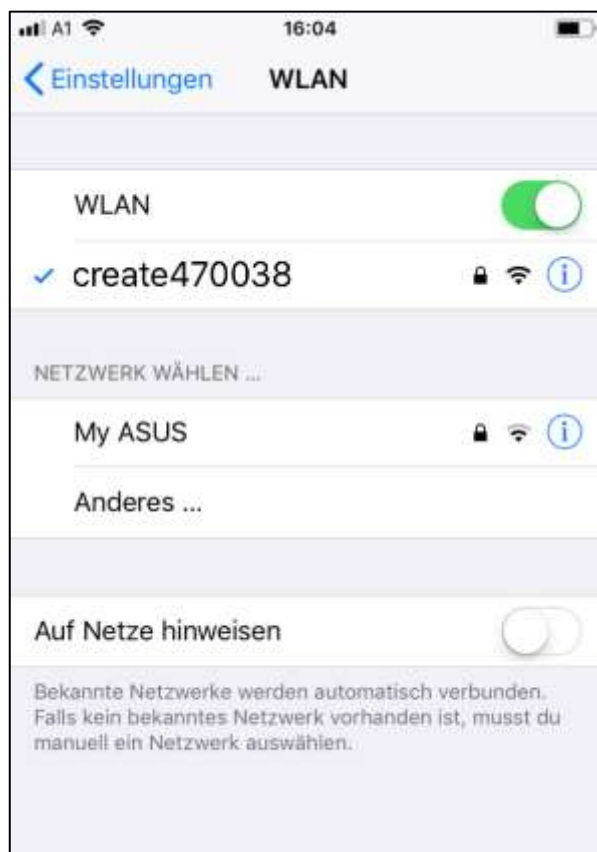 A1 16:04
Einstellungen WLAN
WLAN
create470038
NETZWERK WÄHLEN ...
My ASUS
Anderes ...
Auf Netze hinweisen
Bekannte Netzwerke werden automatisch verbunden.
Falls kein bekanntes Netzwerk vorhanden ist, musst du
manuell ein Netzwerk auswählen.